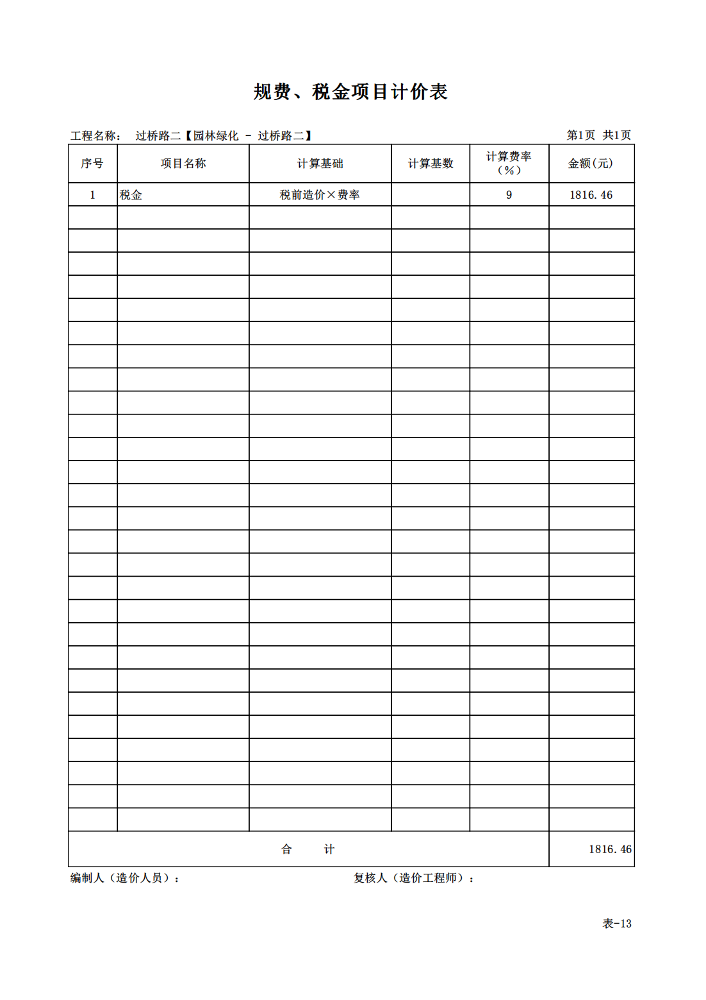 规费、税金项目计价表
工程名称： 过桥路二【园林绿化 - 过桥路二】 第1页 共1页
序号 项目名称 计算基础 计算基数 计算费率（%） 金额(元)
1 税金 税前造价×费率 9 1816.46
合 计 1816.46
编制人（造价人员）： 复核人（造价工程师）：
表-13